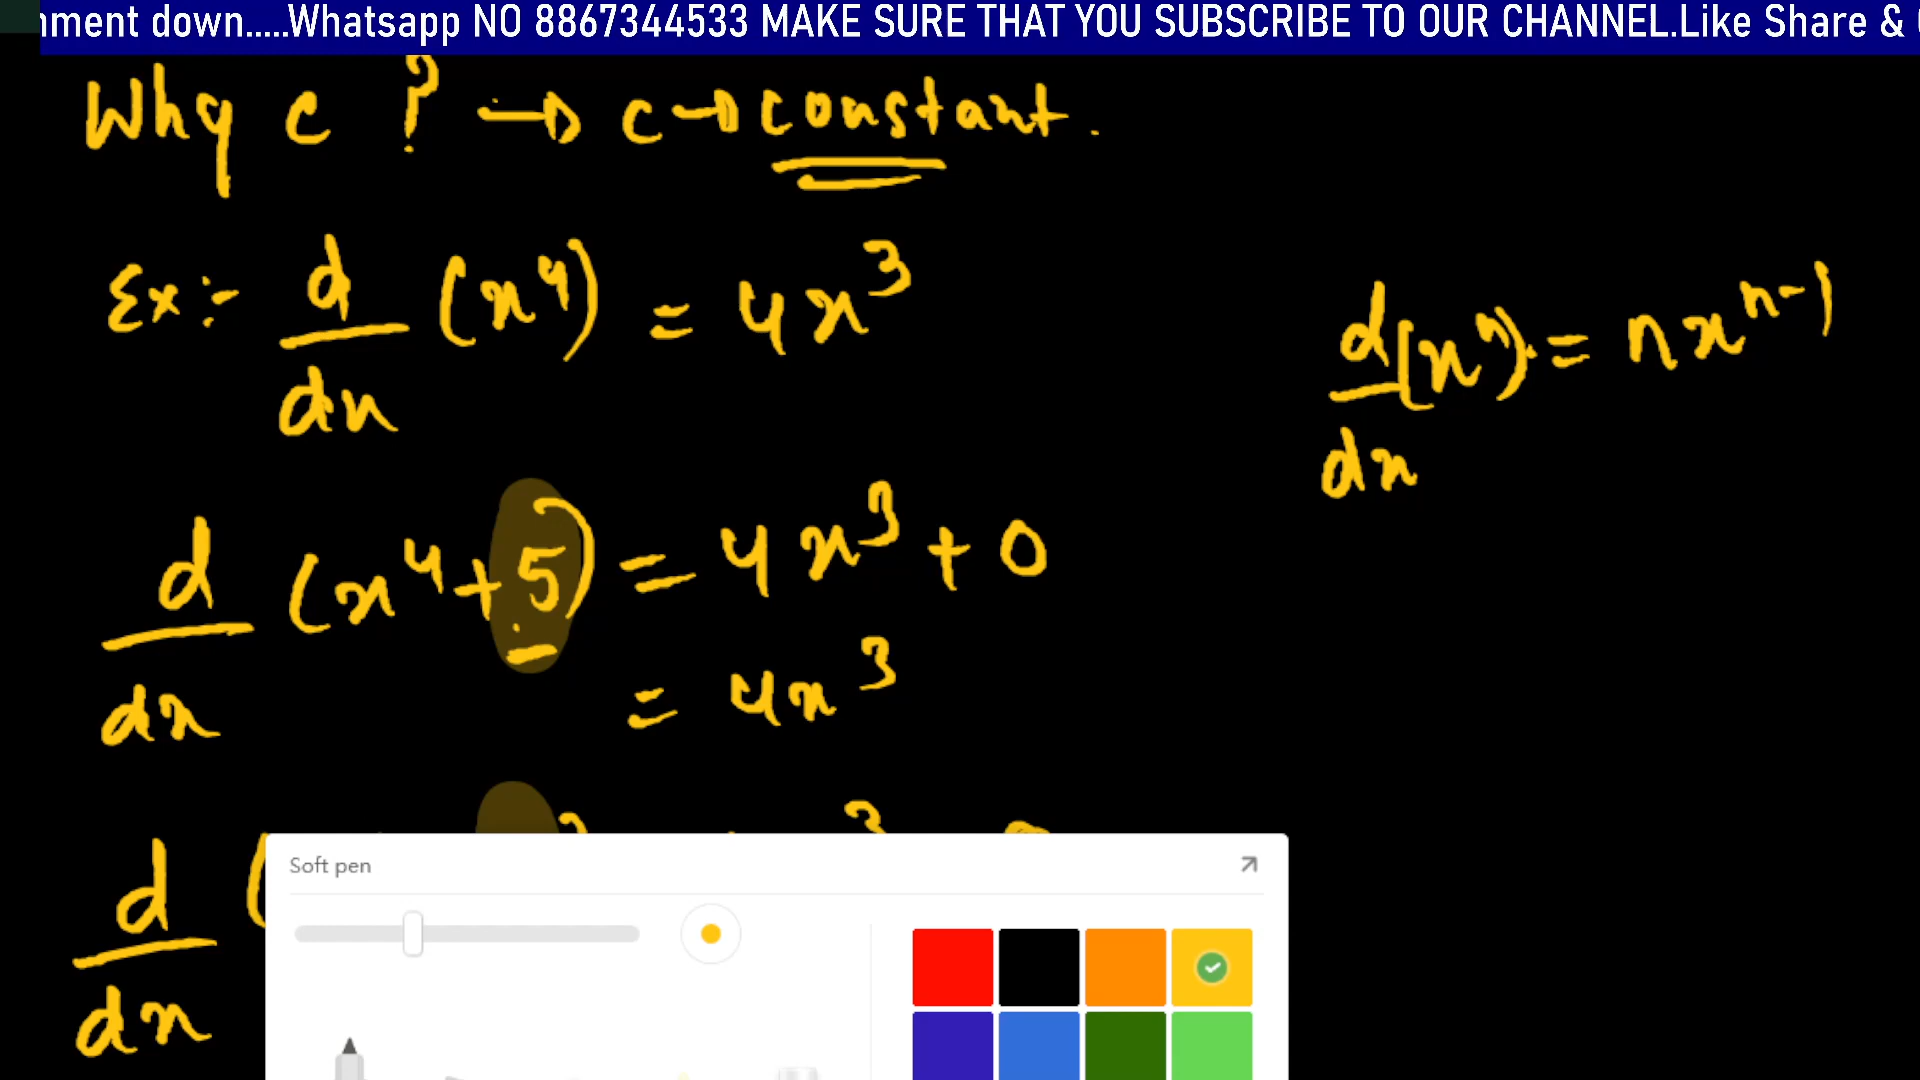 nment down.....Whatsapp NO 8867344533 MAKE SURE THAT YOU SUBSCRIBE TO OUR CHANNEL.Like Share &
Why c ? → c → constant.
Ex :- d/dx (x⁴) = 4x³
d/dx (xⁿ) = nxⁿ⁻¹
d/dx (x⁴+5) = 4x³ + 0
= 4x³
d/dx (
Soft pen